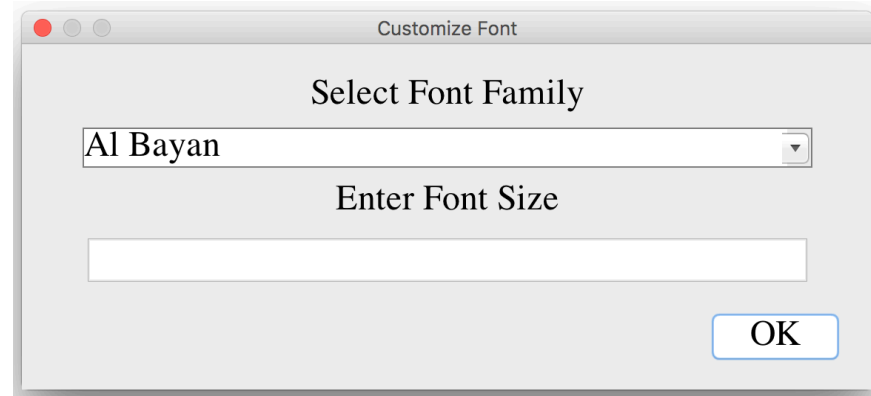 Customize Font
Select Font Family
Al Bayan
Enter Font Size
OK